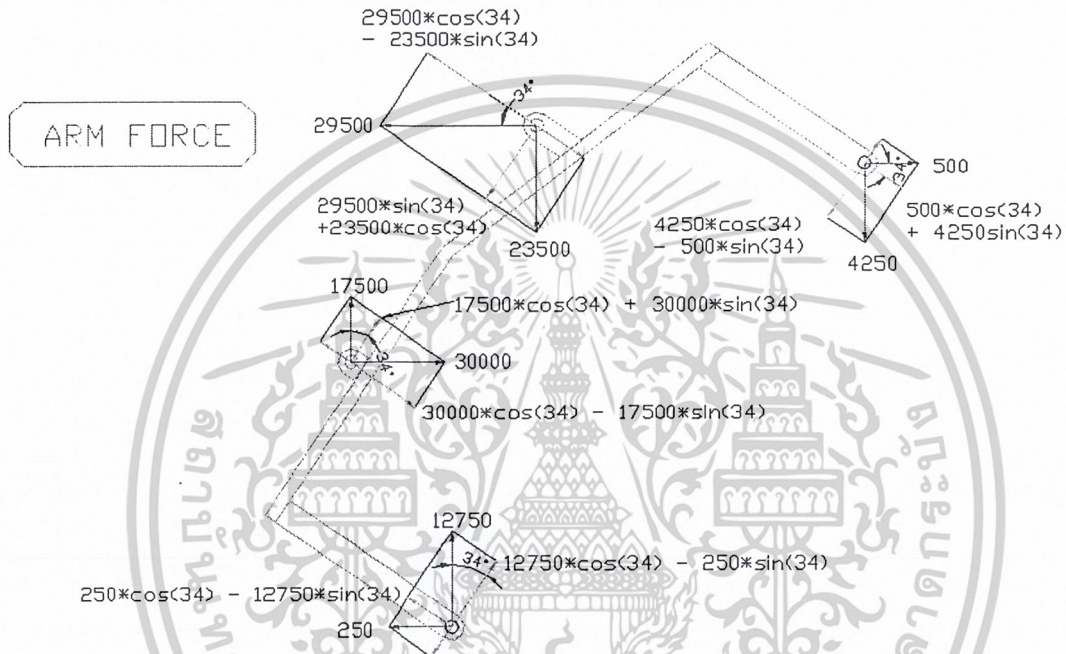 29500*cos(34)
- 23500*sin(34)
ARM FORCE
34°
29500
34°
500
29500*sin(34)
+23500*cos(34)
23500
4250*cos(34)
- 500*sin(34)
500*cos(34)
+ 4250sin(34)
4250
17500
17500*cos(34) + 30000*sin(34)
34°
30000
30000*cos(34) - 17500*sin(34)
12750
34°
12750*cos(34) - 250*sin(34)
250*cos(34) - 12750*sin(34)
250